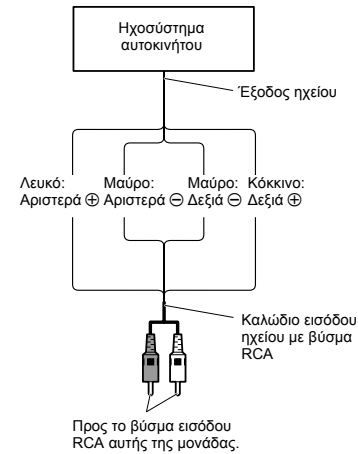 Ηχοσύστημα
αυτοκινήτου
Έξοδος ηχείου
Λευκό: Μαύρο: Μαύρο: Κόκκινο:
Αριστερά ⊕ Αριστερά ⊖ Δεξιά ⊖ Δεξιά ⊕
Καλώδιο εισόδου
ηχείου με βύσμα
RCA
Προς το βύσμα εισόδου
RCA αυτής της μονάδας.